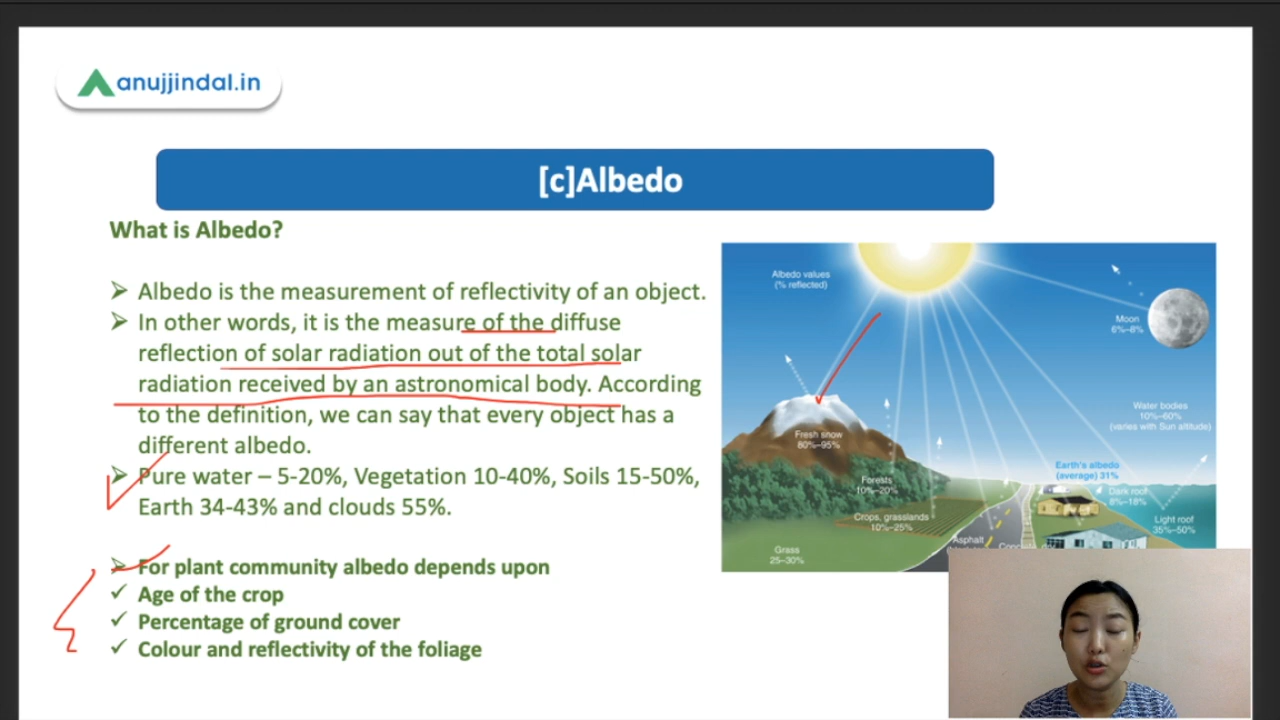 anujjindal.in
[c]Albedo
What is Albedo?
➢ Albedo is the measurement of reflectivity of an object.
➢ In other words, it is the measure of the diffuse
reflection of solar radiation out of the total solar
radiation received by an astronomical body. According
to the definition, we can say that every object has a
different albedo.
➢ Pure water – 5-20%, Vegetation 10-40%, Soils 15-50%,
Earth 34-43% and clouds 55%.
➢ For plant community albedo depends upon
✓ Age of the crop
✓ Percentage of ground cover
✓ Colour and reflectivity of the foliage
Albedo values
(% reflected)
Moon
6%–8%
Water bodies
10%–60%
(varies with Sun altitude)
Fresh snow
80%–95%
Earth's albedo
(average) 31%
Forests
10%–20%
Dark roof
8%–18%
Crops, grasslands
10%–25%
Light roof
35%–50%
Asphalt
Grass
25–30%